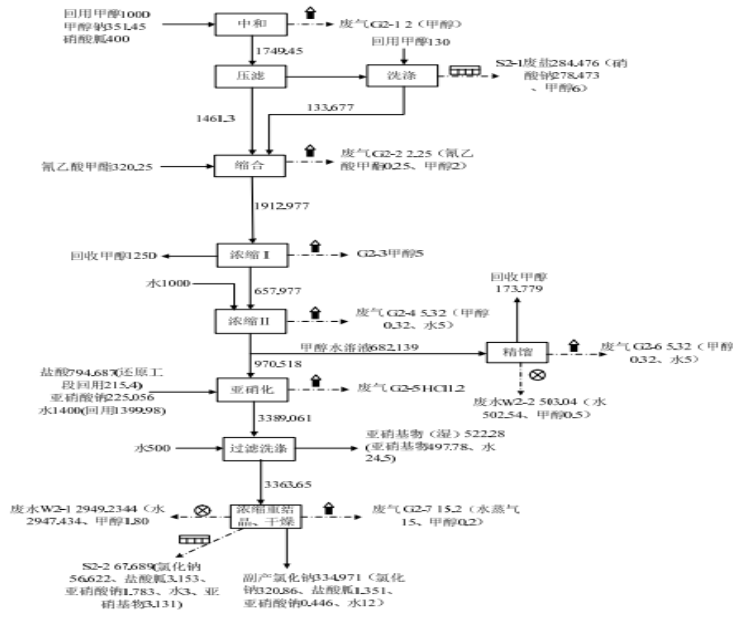 回用甲醇1000
甲醇钠351.45
硝酸胍400
中和
废气G2-1 2（甲醇）
1749.45
回用甲醇130
压滤
洗涤
S2-1废盐284.476（硝
酸钠278.473
、甲醇6）
1461.3
133.677
氰乙酸甲酯320.25
缩合
废气G2-2 2.25（氰乙
酸甲酯0.25、甲醇2）
1912.977
回收甲醇1250
浓缩Ⅰ
G2-3甲醇5
水1000
657.977
回收甲醇
173.779
浓缩II
废气G2-4 5.32（甲醇
0.32、水5）
甲醇水溶液682.139
精馏
废气G2-6 5.32（甲醇
0.32、水5）
970.518
盐酸794.687(还原工
段回用215.4)
亚硝酸钠225.056
水1400(回用1399.98)
亚硝化
废气G2-5HCl1.2
废水W2-2 503.04（水
502.54、甲醇0.5）
3389.061
水500
过滤洗涤
亚硝基物（湿）522.28
(亚硝基物497.78、水
24.5)
3363.65
废水W2-1 2949.2344（水
2947.434、甲醇1.80
浓缩重结
晶、干燥
废气G2-7 15.2（水蒸气
15、甲醇0.2）
S2-2 67.689(氯化钠
56.622、盐酸胍3.153、
亚硝酸钠1.783、水3、亚
硝基物3.131)
副产氯化钠334.971（氯化
钠320.86、盐酸胍1.351、
亚硝酸钠0.446、水12）